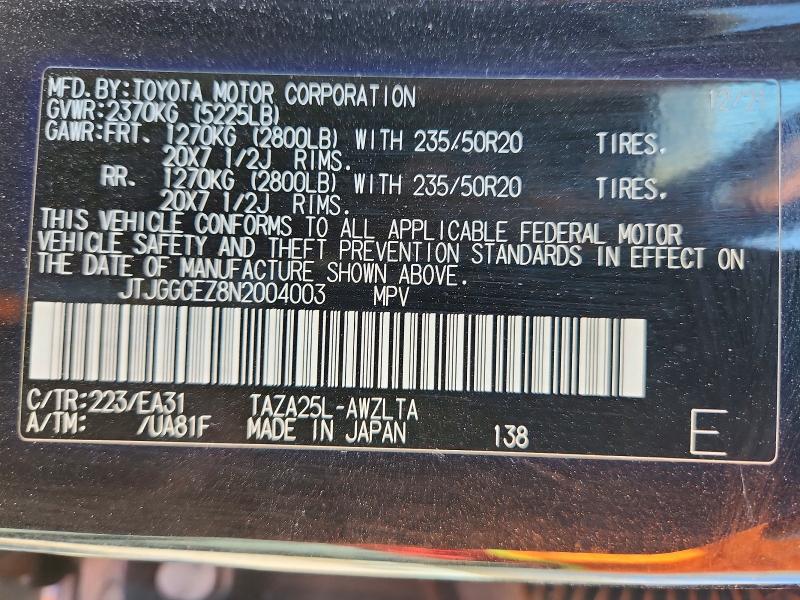 MFD.BY:TOYOTA MOTOR CORPORATION 12/21
GVWR:2370KG (5225LB)
GAWR:FRT. 1270KG (2800LB) WITH 235/50R20 TIRES.
20X7 1/2J RIMS.
RR. 1270KG (2800LB) WITH 235/50R20 TIRES.
20X7 1/2J RIMS.
THIS VEHICLE CONFORMS TO ALL APPLICABLE FEDERAL MOTOR
VEHICLE SAFETY AND THEFT PREVENTION STANDARDS IN EFFECT ON
THE DATE OF MANUFACTURE SHOWN ABOVE.
JTJGGCEZ8N2004003 MPV
C/TR:223/EA31 TAZA25L-AWZLTA
A/TM: /UA81F MADE IN JAPAN 138 E